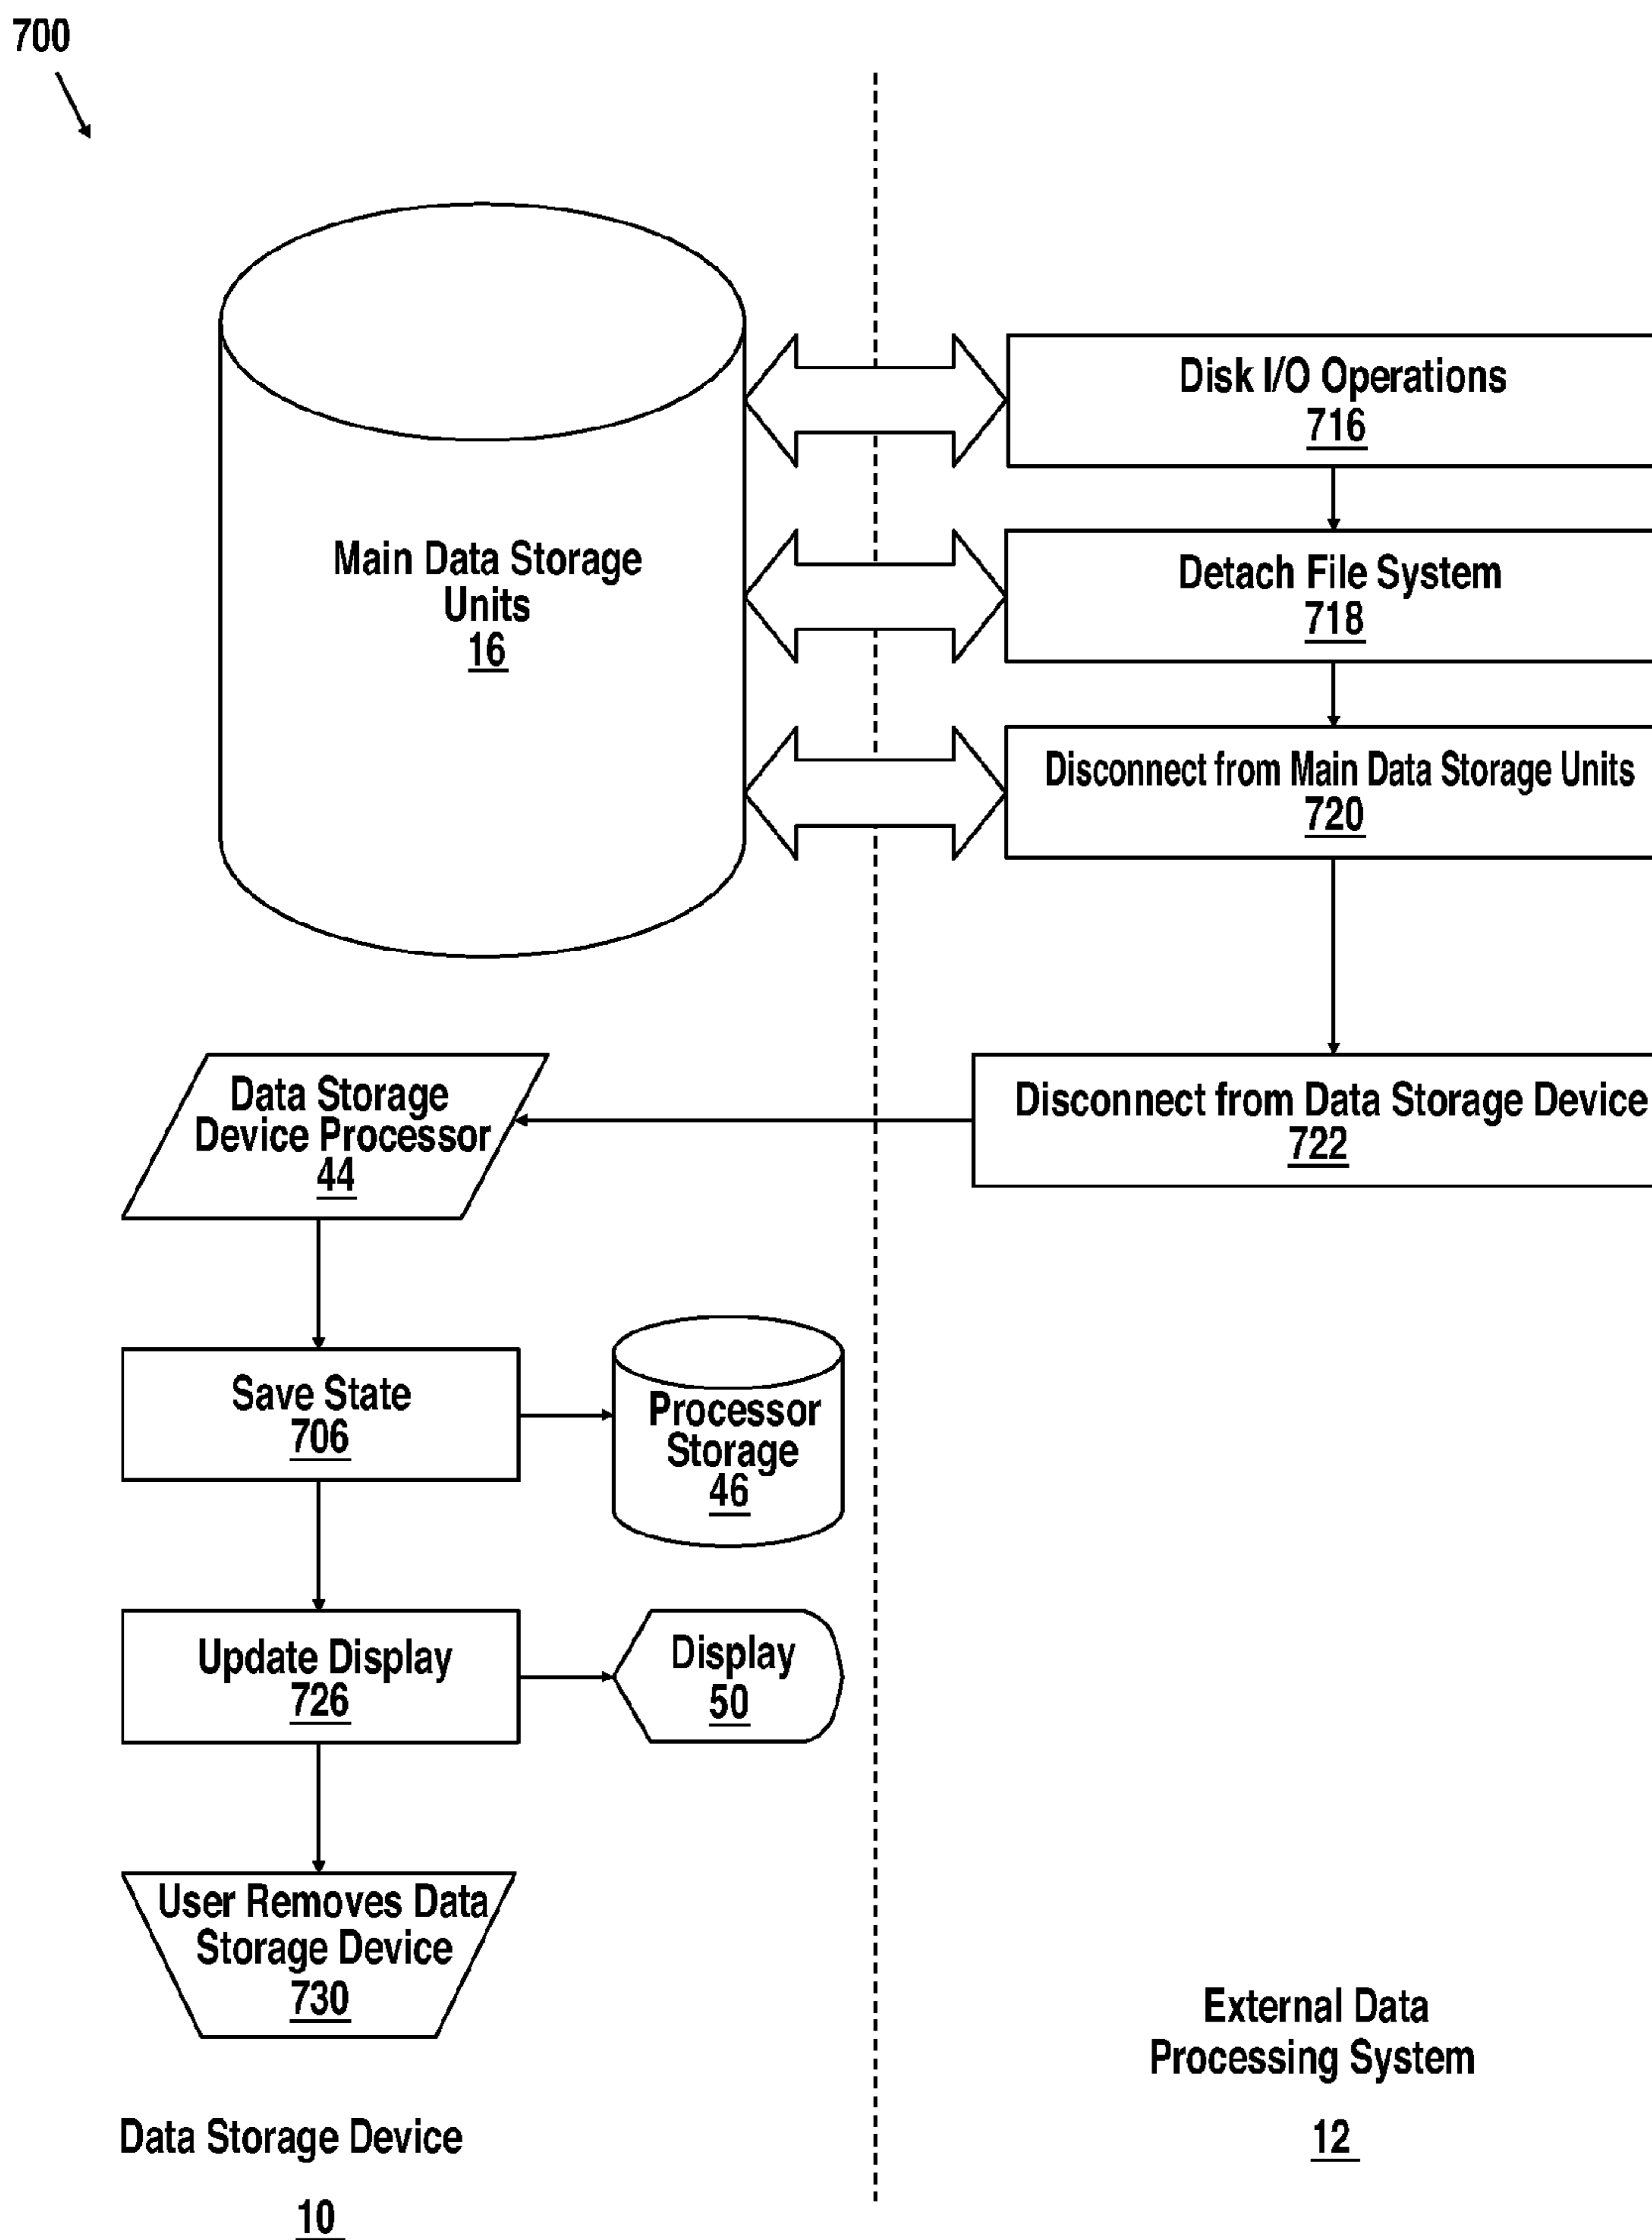 700
Main Data Storage
Units
16
Disk I/O Operations
716
Detach File System
718
Disconnect from Main Data Storage Units
720
Disconnect from Data Storage Device
722
Data Storage
Device Processor
44
Save State
706
Processor
Storage
46
Update Display
726
Display
50
User Removes Data
Storage Device
730
Data Storage Device
10
External Data
Processing System
12